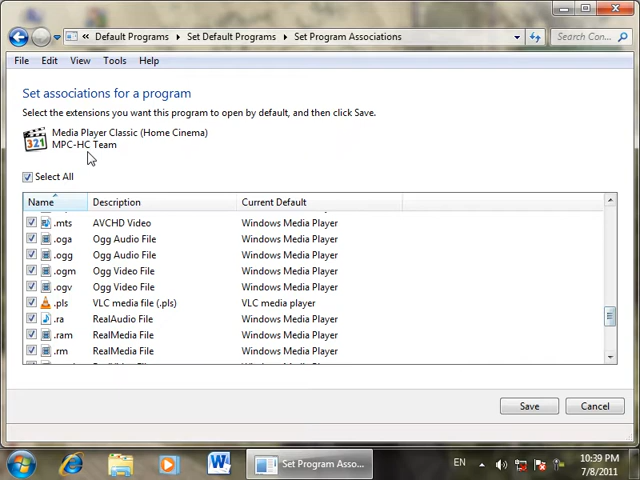 Default Programs
Set Default Programs
Set Program Associations
Search Con...
File Edit View Tools Help
Set associations for a program
Select the extensions you want this program to open by default, and then click Save.
Media Player Classic (Home Cinema)
MPC-HC Team
Select All
Name Description Current Default
.mts AVCHD Video Windows Media Player
.oga Ogg Audio File Windows Media Player
.ogg Ogg Audio File Windows Media Player
.ogm Ogg Video File Windows Media Player
.ogv Ogg Video File Windows Media Player
.pls VLC media file (.pls) VLC media player
.ra RealAudio File Windows Media Player
.ram RealMedia File Windows Media Player
.rm RealMedia File Windows Media Player
Save Cancel
Set Program Asso...
EN
10:39 PM
7/8/2011